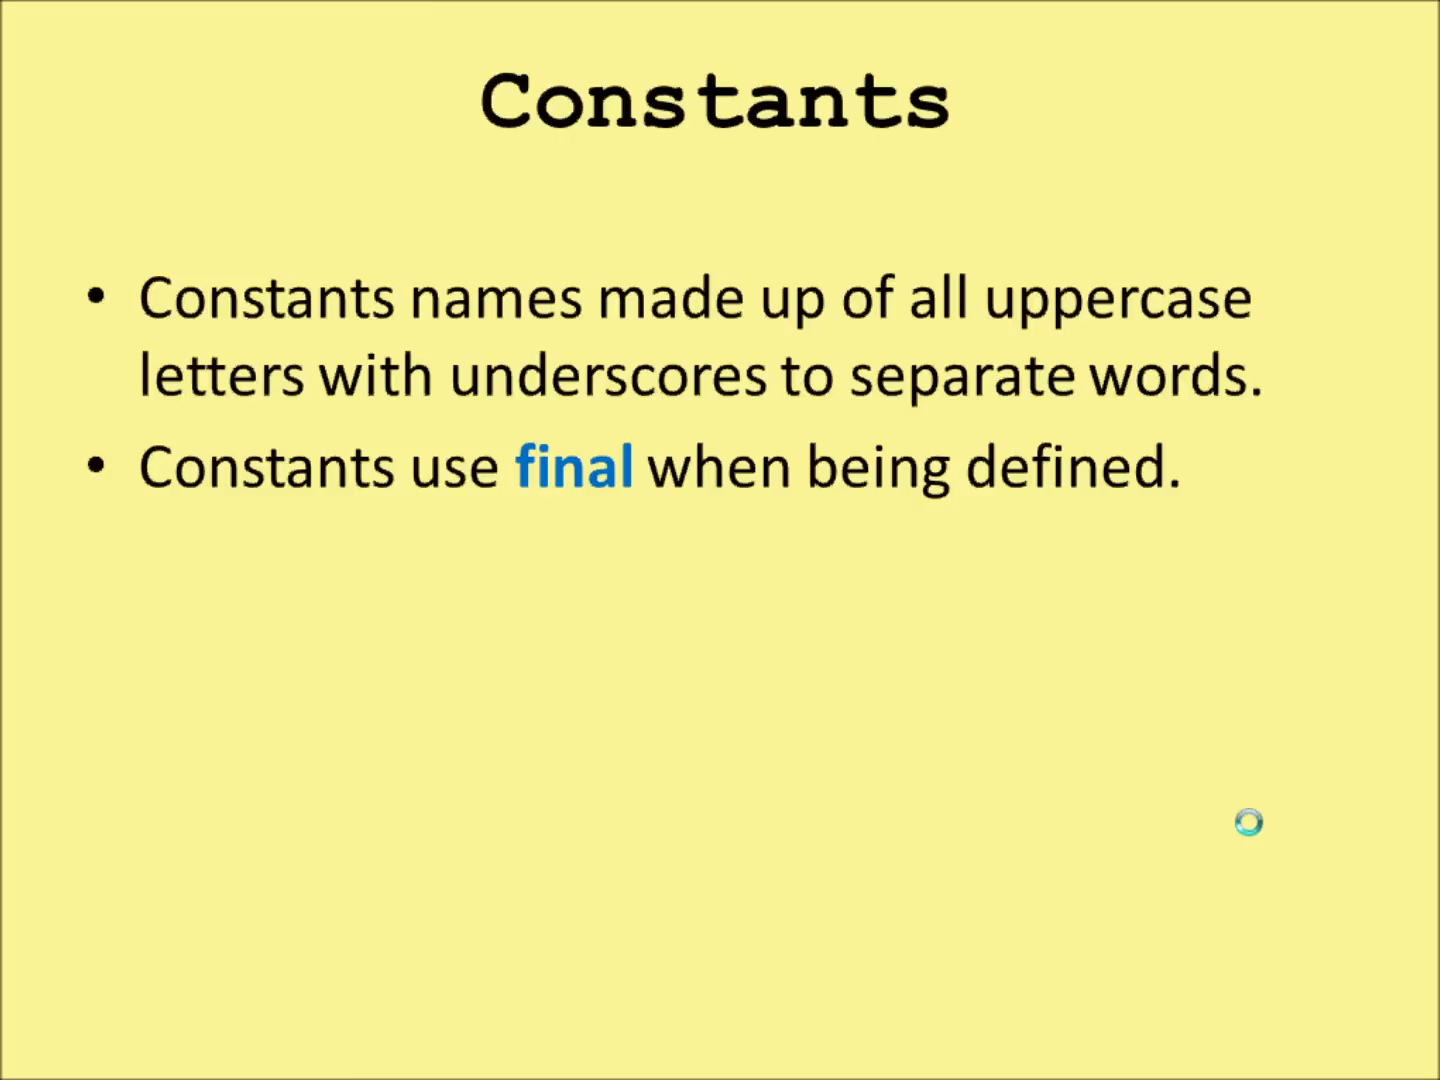 Constants
• Constants names made up of all uppercase
letters with underscores to separate words.
• Constants use final when being defined.